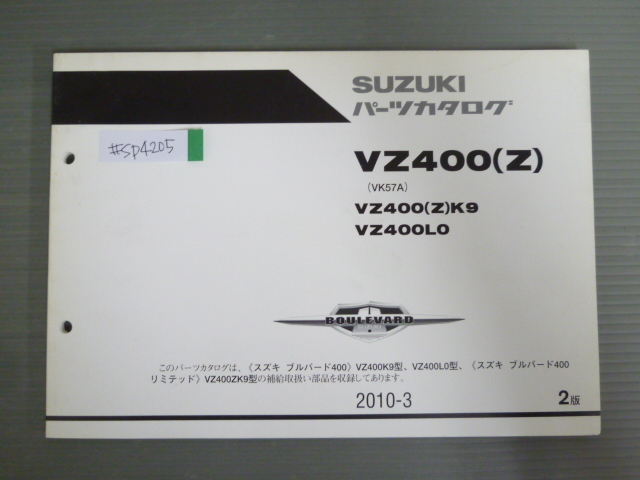 SUZUKI
パーツカタログ
#SP4205
VZ400(Z)
(VK57A)
VZ400(Z)K9
VZ400L0
BOULEVARD
このパーツカタログは、〈スズキ ブルバード400〉VZ400K9型、VZ400L0型、〈スズキ ブルバード400
リミテッド〉VZ400ZK9型の補給取扱い部品を収録してあります。
2010-3
2版